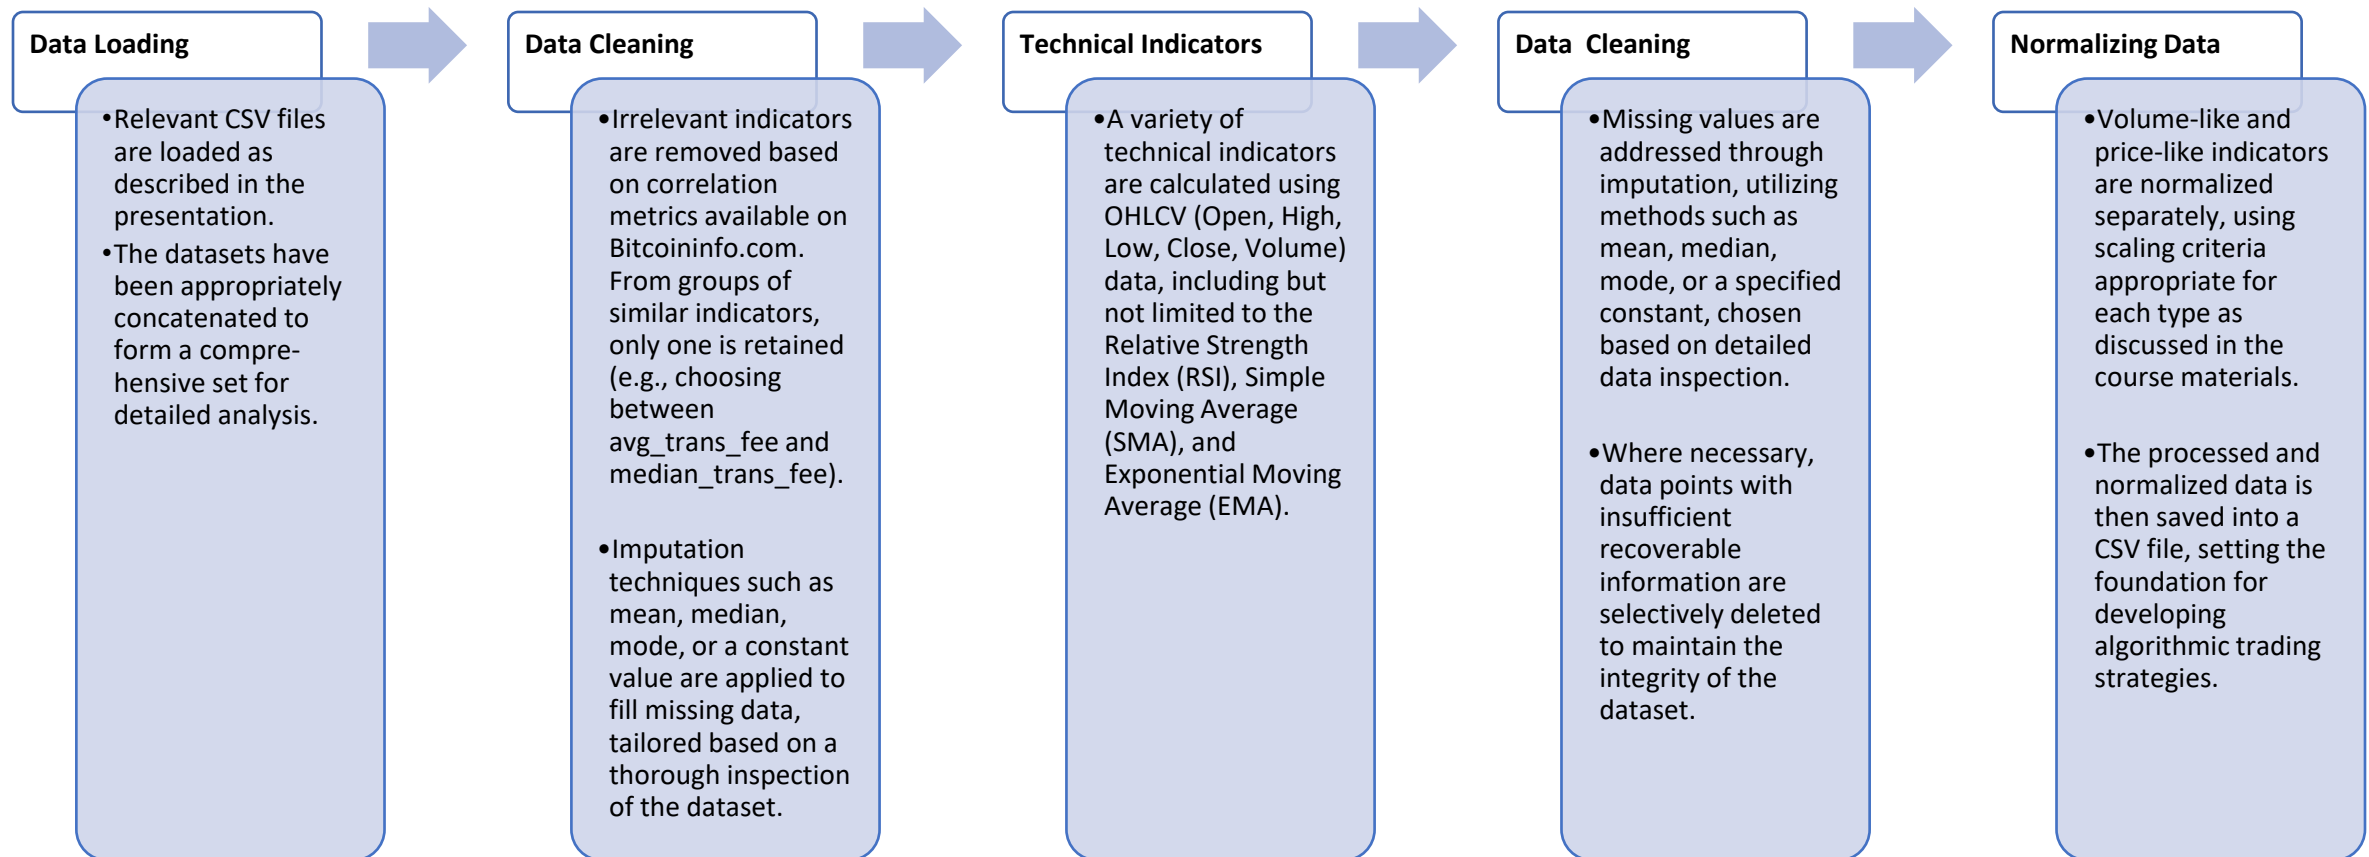 Data Loading
•Relevant CSV files
are loaded as
described in the
presentation.
•The datasets have
been appropriately
concatenated to
form a compre-
hensive set for
detailed analysis.
Data Cleaning
•Irrelevant indicators
are removed based
on correlation
metrics available on
Bitcoininfo.com.
From groups of
similar indicators,
only one is retained
(e.g., choosing
between
avg_trans_fee and
median_trans_fee).
•Imputation
techniques such as
mean, median,
mode, or a constant
value are applied to
fill missing data,
tailored based on a
thorough inspection
of the dataset.
Technical Indicators
•A variety of
technical indicators
are calculated using
OHLCV (Open, High,
Low, Close, Volume)
data, including but
not limited to the
Relative Strength
Index (RSI), Simple
Moving Average
(SMA), and
Exponential Moving
Average (EMA).
Data  Cleaning
•Missing values are
addressed through
imputation, utilizing
methods such as
mean, median,
mode, or a specified
constant, chosen
based on detailed
data inspection.
•Where necessary,
data points with
insufficient
recoverable
information are
selectively deleted
to maintain the
integrity of the
dataset.
Normalizing Data
•Volume-like and
price-like indicators
are normalized
separately, using
scaling criteria
appropriate for
each type as
discussed in the
course materials.
•The processed and
normalized data is
then saved into a
CSV file, setting the
foundation for
developing
algorithmic trading
strategies.